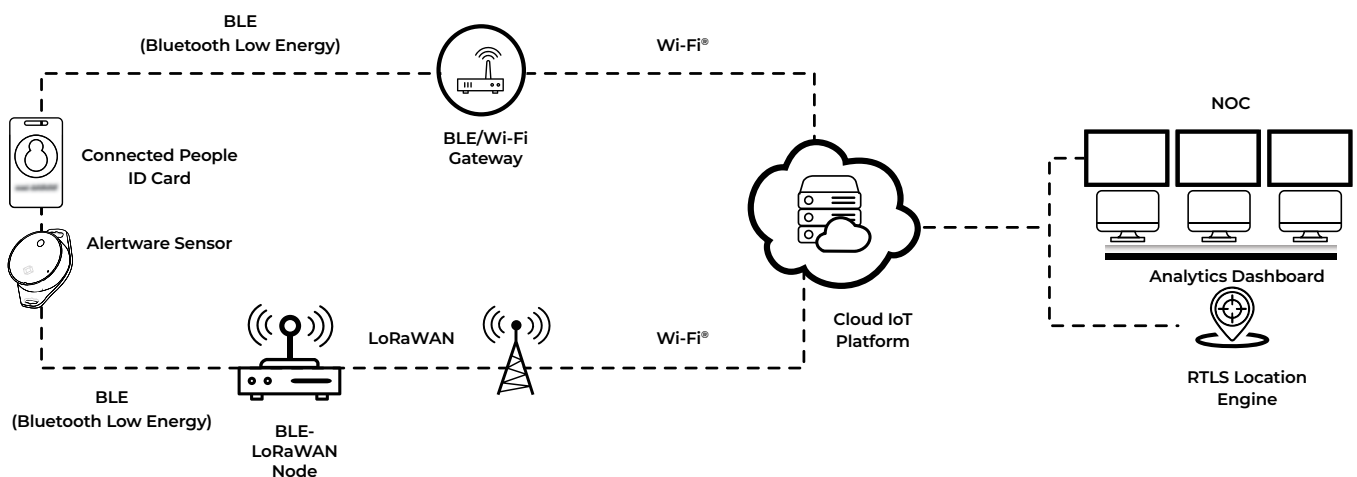 BLE
(Bluetooth Low Energy)
Wi-Fi®
BLE/Wi-Fi
Gateway
Connected People
ID Card
Alertware Sensor
BLE
(Bluetooth Low Energy)
BLE-
LoRaWAN
Node
LoRaWAN
Wi-Fi®
Cloud IoT
Platform
NOC
Analytics Dashboard
RTLS Location
Engine